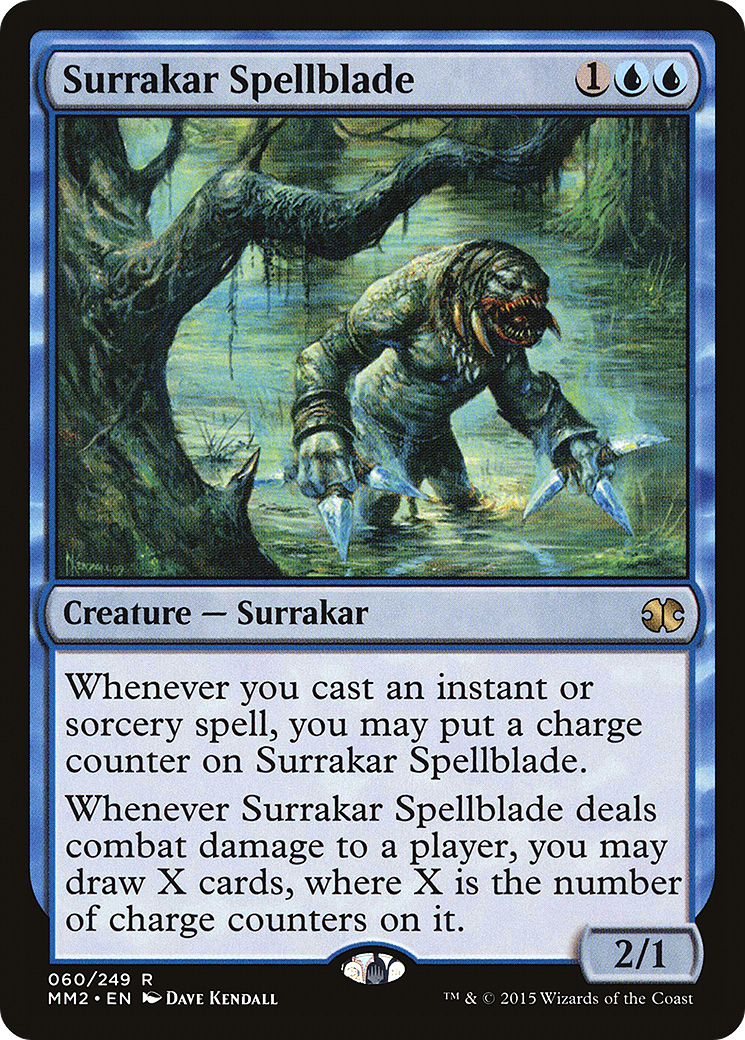 Surrakar Spellblade 1
Creature — Surrakar
Whenever you cast an instant or
sorcery spell, you may put a charge
counter on Surrakar Spellblade.
Whenever Surrakar Spellblade deals
combat damage to a player, you may
draw X cards, where X is the number
of charge counters on it.
2/1
060/249 R
MM2 • EN Dave Kendall
™ & © 2015 Wizards of the Coast